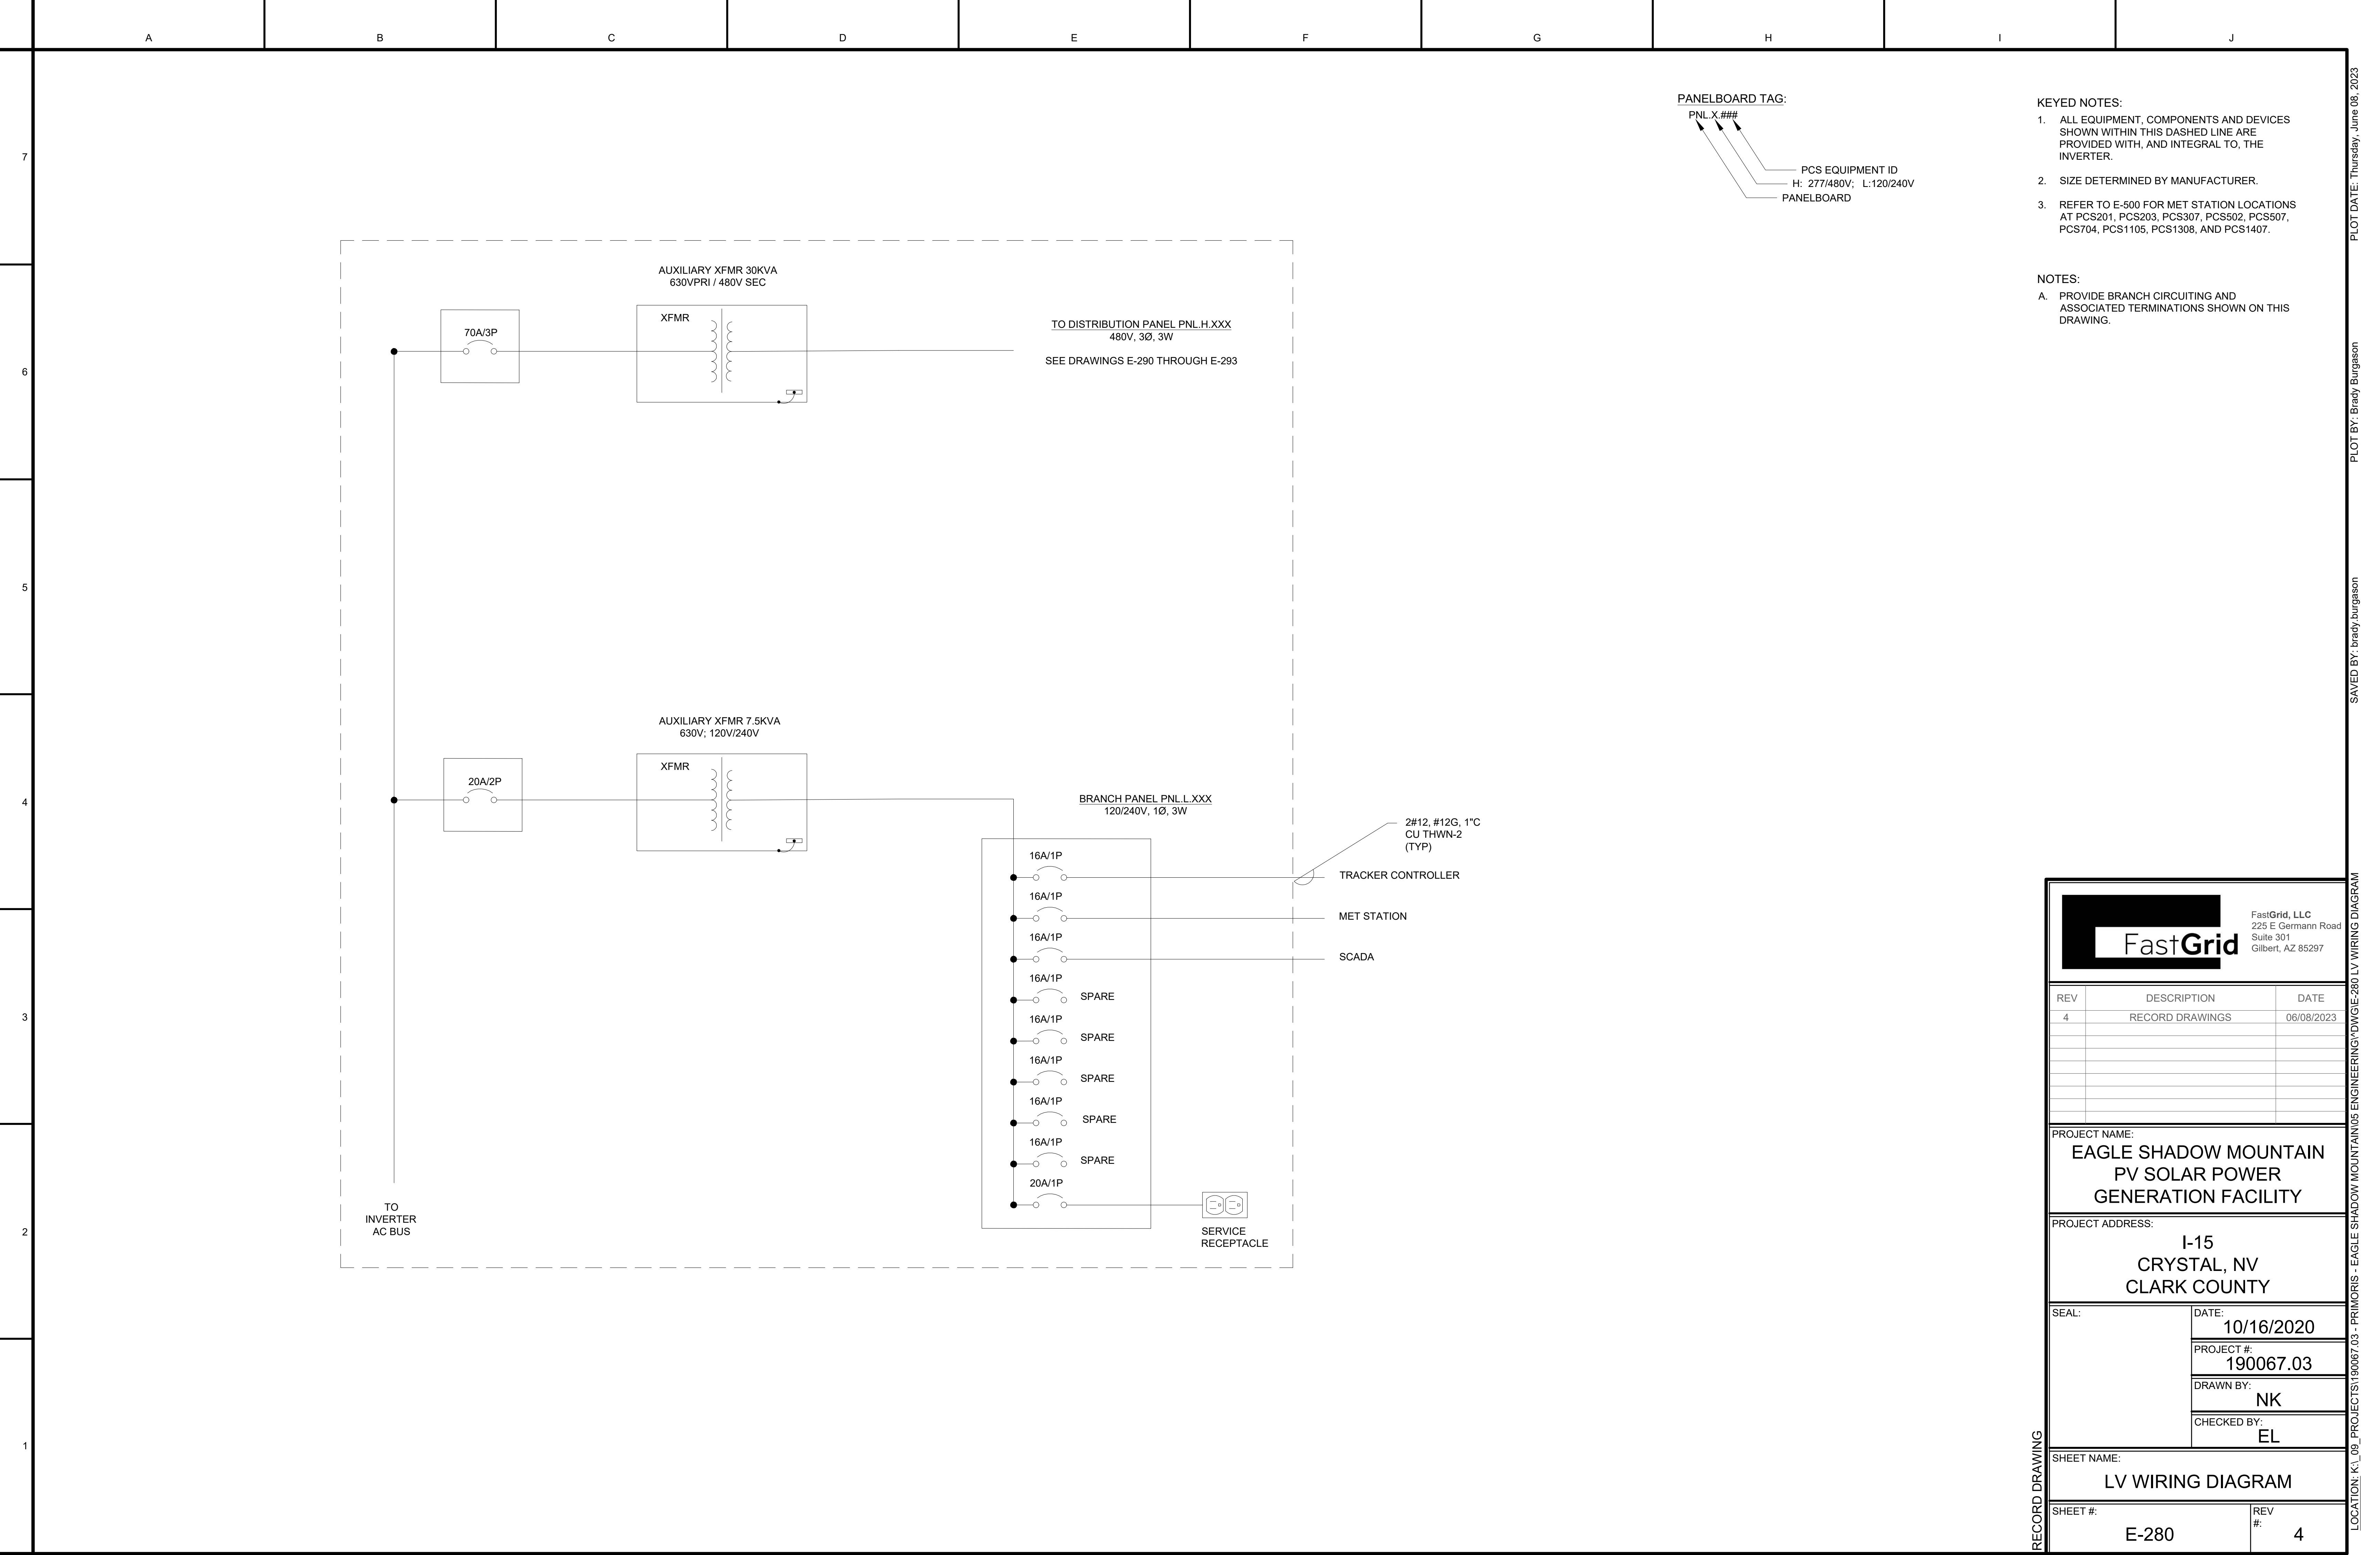 A
B
C
D
E
F
G
H
I
J
7
6
5
4
3
2
1
PANELBOARD TAG:
PNL.X.###
PCS EQUIPMENT ID
H: 277/480V; L:120/240V
PANELBOARD
KEYED NOTES:
1. ALL EQUIPMENT, COMPONENTS AND DEVICES
SHOWN WITHIN THIS DASHED LINE ARE
PROVIDED WITH, AND INTEGRAL TO, THE
INVERTER.
2. SIZE DETERMINED BY MANUFACTURER.
3. REFER TO E-500 FOR MET STATION LOCATIONS
AT PCS201, PCS203, PCS307, PCS502, PCS507,
PCS704, PCS1105, PCS1308, AND PCS1407.
NOTES:
A. PROVIDE BRANCH CIRCUITING AND
ASSOCIATED TERMINATIONS SHOWN ON THIS
DRAWING.
AUXILIARY XFMR 30KVA
630VPRI / 480V SEC
XFMR
70A/3P
TO DISTRIBUTION PANEL PNL.H.XXX
480V, 3Ø, 3W
SEE DRAWINGS E-290 THROUGH E-293
AUXILIARY XFMR 7.5KVA
630V; 120V/240V
XFMR
20A/2P
BRANCH PANEL PNL.L.XXX
120/240V, 1Ø, 3W
2#12, #12G, 1"C
CU THWN-2
(TYP)
16A/1P
TRACKER CONTROLLER
16A/1P
MET STATION
16A/1P
SCADA
16A/1P
SPARE
16A/1P
SPARE
16A/1P
SPARE
16A/1P
SPARE
16A/1P
SPARE
20A/1P
SERVICE
RECEPTACLE
TO
INVERTER
AC BUS
FastGrid
FastGrid, LLC
225 E Germann Road
Suite 301
Gilbert, AZ 85297
REV DESCRIPTION DATE
4 RECORD DRAWINGS 06/08/2023
PROJECT NAME:
EAGLE SHADOW MOUNTAIN
PV SOLAR POWER
GENERATION FACILITY
PROJECT ADDRESS:
I-15
CRYSTAL, NV
CLARK COUNTY
SEAL:
DATE:
10/16/2020
PROJECT #:
190067.03
DRAWN BY:
NK
CHECKED BY:
EL
SHEET NAME:
LV WIRING DIAGRAM
SHEET #:
E-280
REV
#:
4
RECORD DRAWING
PLOT DATE: Thursday, June 08, 2023
PLOT BY: Brady Burgason
SAVED BY: brady.burgason
LOCATION: K:\_09_PROJECTS\190067.03 - PRIMORIS - EAGLE SHADOW MOUNTAIN\05 ENGINEERING\^DWG\E-280 LV WIRING DIAGRAM